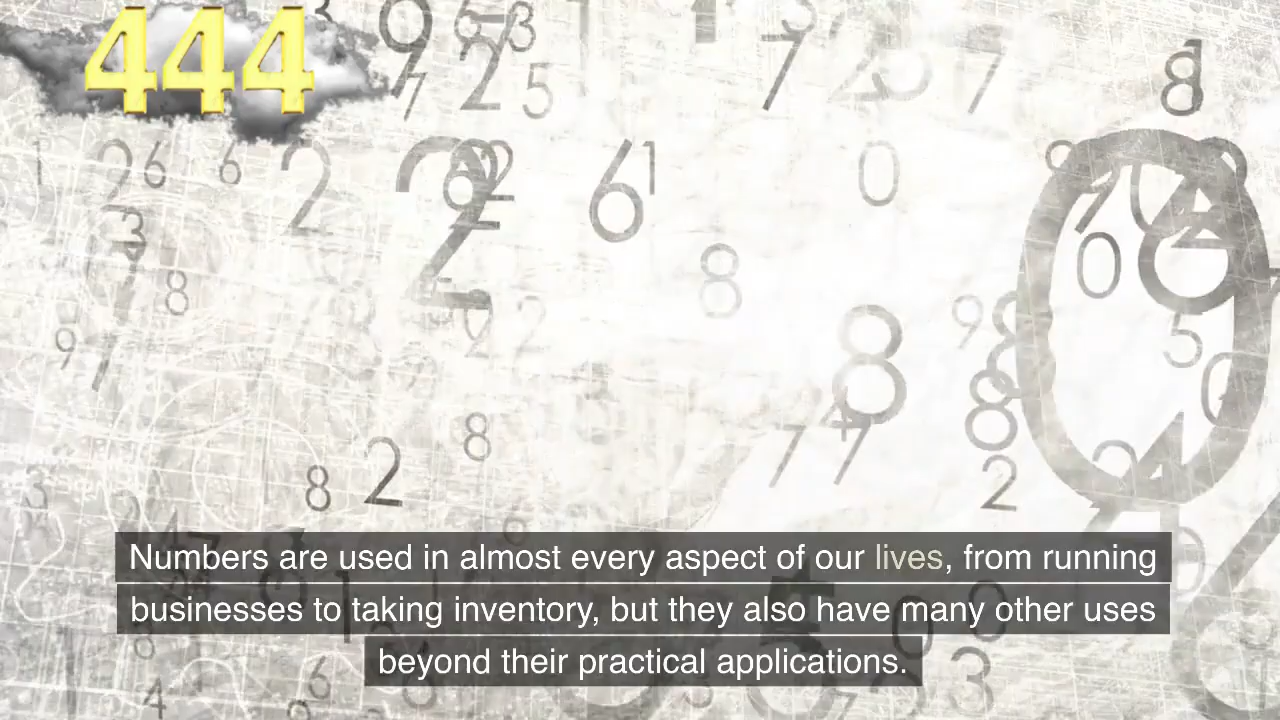 444
Numbers are used in almost every aspect of our lives, from running
businesses to taking inventory, but they also have many other uses
beyond their practical applications.